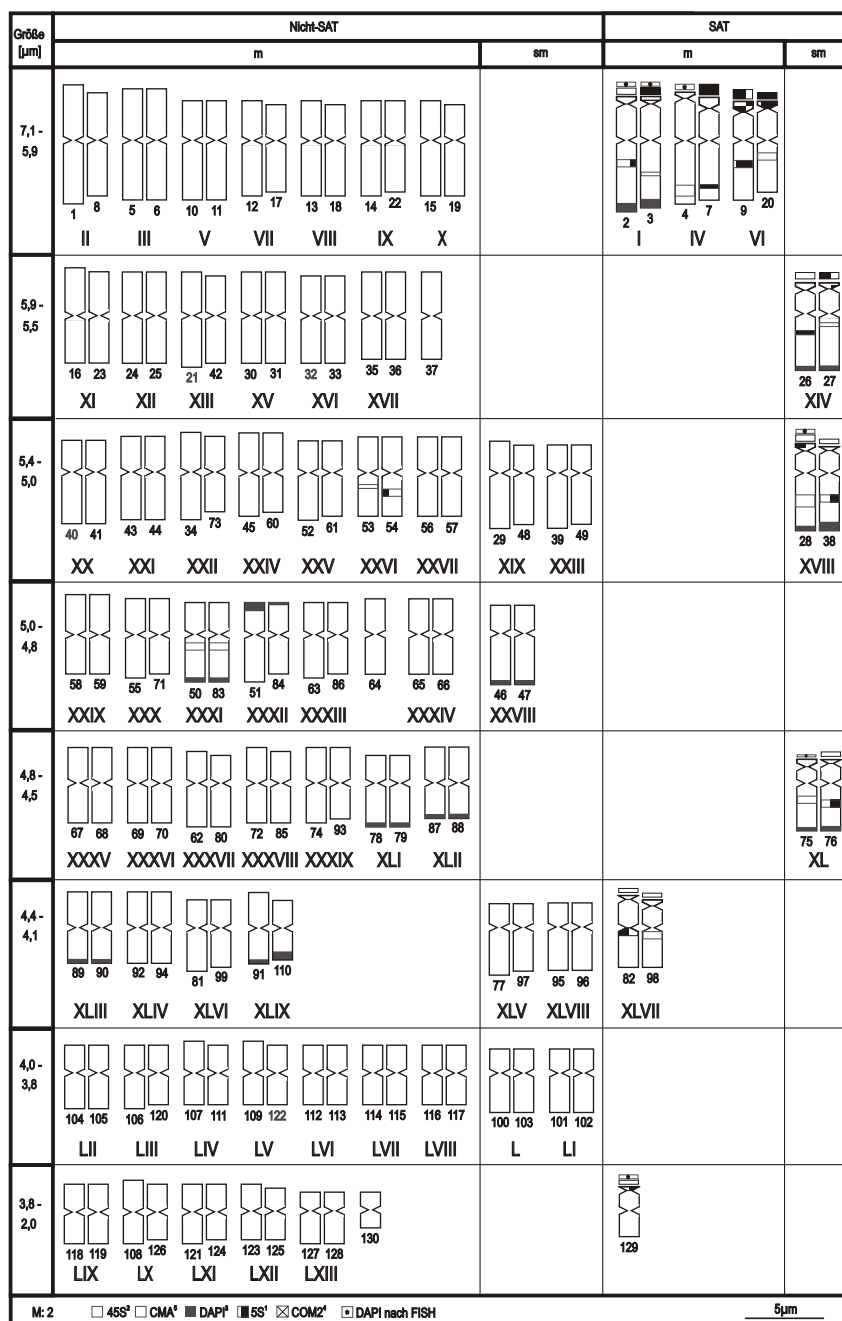 Größe [µm] Nicht-SAT SAT
m sm m sm
7,1 - 5,9
1 8 5 6 10 11 12 17 13 18 14 22 15 19 2 3 4 7 9 20
II III V VII VIII IX X I IV VI
5,9 - 5,5
16 23 24 25 21 42 30 31 32 33 35 36 37 26 27
XI XII XIII XV XVI XVII XIV
5,4 - 5,0
40 41 43 44 34 73 45 60 52 61 53 54 56 57 29 48 39 49 28 38
XX XXI XXII XXIV XXV XXVI XXVII XIX XXIII XVIII
5,0 - 4,8
58 59 55 71 50 83 51 84 63 86 64 65 66 46 47
XXIX XXX XXXI XXXII XXXIII XXXIV XXVIII
4,8 - 4,5
67 68 69 70 62 80 72 85 74 93 78 79 87 88 75 76
XXXV XXXVI XXXVII XXXVIII XXXIX XLI XLII XL
4,4 - 4,1
89 90 92 94 81 99 91 110 77 97 95 96 82 98
XLIII XLIV XLVI XLIX XLV XLVIII XLVII
4,0 - 3,8
104 105 106 120 107 111 109 122 112 113 114 115 116 117 100 103 101 102
LII LIII LIV LV LVI LVII LVIII L LI
3,8 - 2,0
118 119 108 126 121 124 123 125 127 128 130 129
LIX LX LXI LXII LXIII
M: 2 45S² CMA⁵ DAPI³ 5S¹ COM2⁴ DAPI nach FISH 5µm